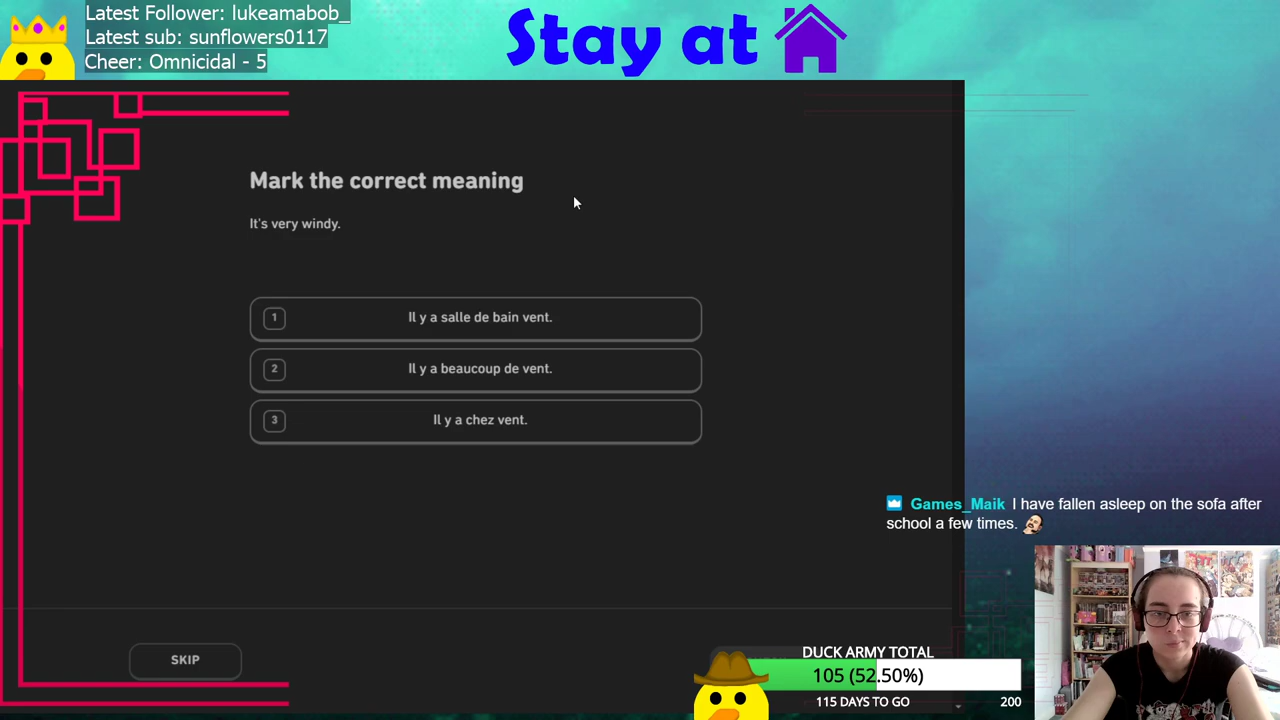 Latest Follower: lukeamabob_
Latest sub: sunflowers0117
Cheer: Omnicidal - 5
Stay at
Mark the correct meaning
It's very windy.
1 Il y a salle de bain vent.
2 Il y a beaucoup de vent.
3 Il y a chez vent.
Games_Maik I have fallen asleep on the sofa after
school a few times.
SKIP
DUCK ARMY TOTAL
105 (52.50%)
115 DAYS TO GO 200